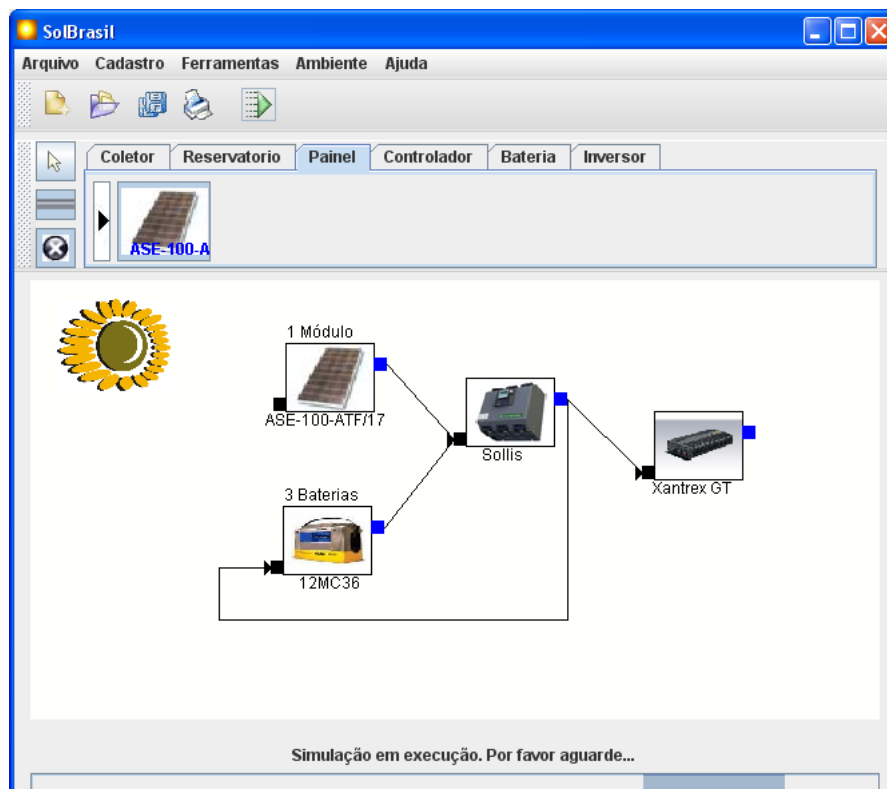 SolBrasil
Arquivo Cadastro Ferramentas Ambiente Ajuda
Coletor Reservatorio Painel Controlador Bateria Inversor
ASE-100-A
1 Módulo
ASE-100-ATF/17
Sollis
Xantrex GT
3 Baterias
12MC36
Simulação em execução. Por favor aguarde...